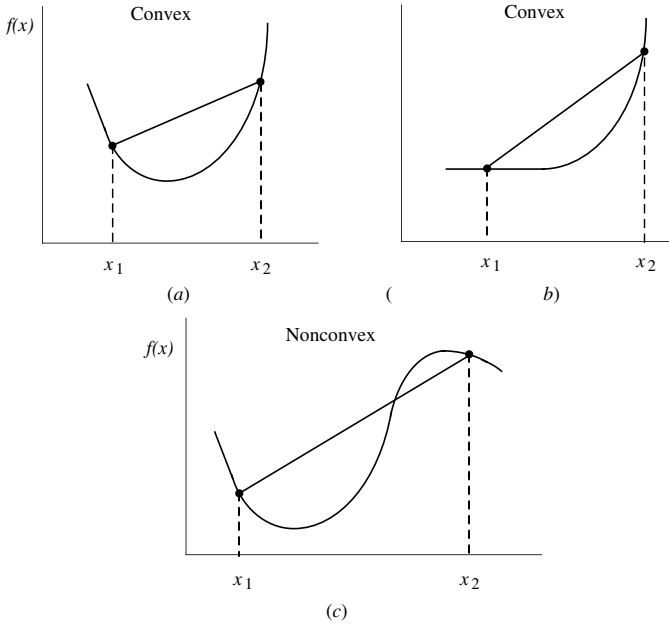 Convex
f(x)
x1 x2
(a)
Convex
x1 x2
( b)
Nonconvex
f(x)
x1 x2
(c)